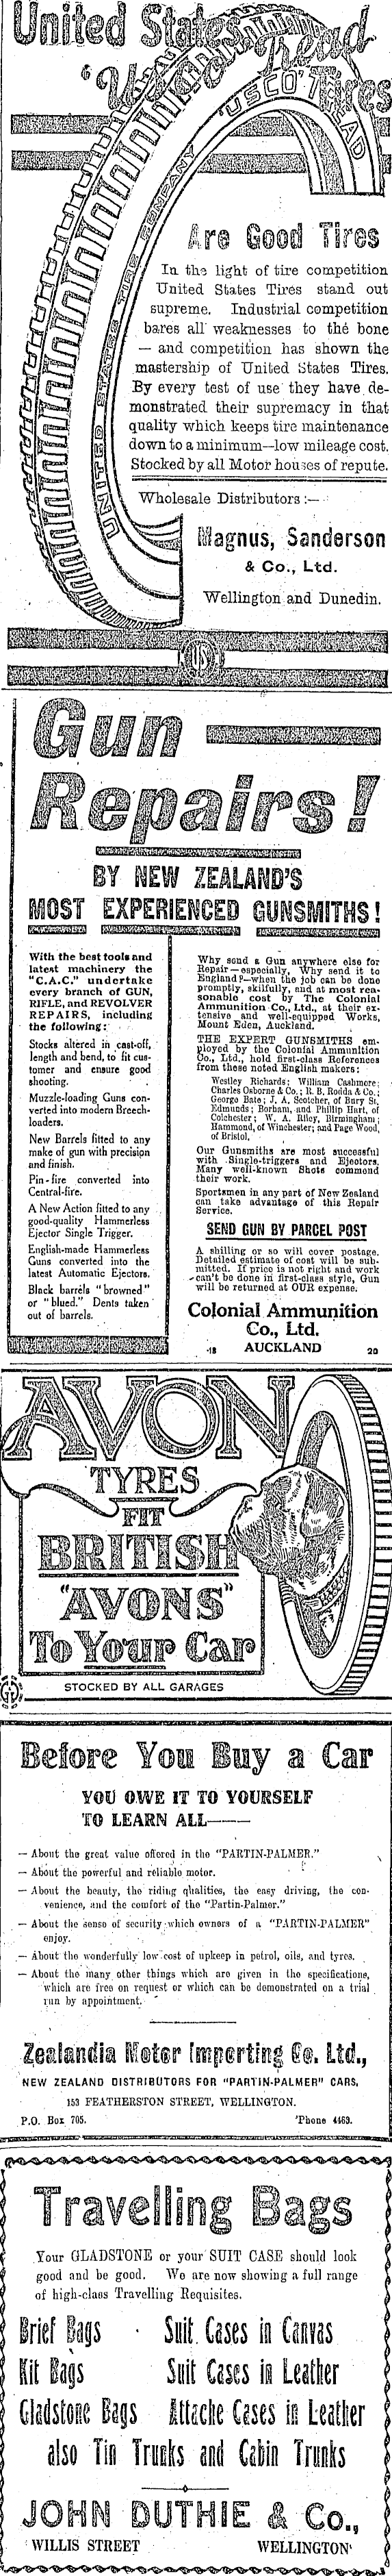 United States
'Usco' Tread
Tires
'USCO' TREAD
UNITED STATES TIRE COMPANY
Are Good Tires
In the light of tire competition
United States Tires stand out
supreme. Industrial competition
bares all weaknesses to the bone
— and competition has shown the
mastership of United States Tires.
By every test of use they have de-
monstrated their supremacy in that
quality which keeps tire maintenance
down to a minimum—low mileage cost.
Stocked by all Motor houses of repute.
Wholesale Distributors:—
Magnus, Sanderson
& Co., Ltd.
Wellington and Dunedin.
US
Gun
Repairs!
BY NEW ZEALAND'S
MOST EXPERIENCED GUNSMITHS!
With the best tools and
latest machinery the
"C.A.C." undertake
every branch of GUN,
RIFLE, and REVOLVER
REPAIRS, including
the following:
Stocks altered in cast-off,
length and bend, to fit cus-
tomer and ensure good
shooting.
Muzzle-loading Guns con-
verted into modern Breech-
loaders.
New Barrels fitted to any
make of gun with precision
and finish.
Pin-fire converted into
Central-fire.
A New Action fitted to any
good-quality Hammerless
Ejector Single Trigger.
English-made Hammerless
Guns converted into the
latest Automatic Ejectors.
Black barrels "browned"
or "blued." Dents taken
out of barrels.
Why send a Gun anywhere else for
Repair—especially, Why send it to
England?—when the job can be done
promptly, skilfully, and at most rea-
sonable cost by The Colonial
Ammunition Co., Ltd., at their ex-
tensive and well-equipped Works,
Mount Eden, Auckland.
THE EXPERT GUNSMITHS em-
ployed by the Colonial Ammunition
Co., Ltd., hold first-class References
from these noted English makers:
Westley Richards; William Cashmore;
Charles Osborne & Co.; R. B. Rodda & Co.;
George Bate; J. A. Scotcher, of Bury St.
Edmunds; Borham, and Phillip Hart, of
Colchester; W. A. Riley, Birmingham;
Hammond, of Winchester; and Page Wood,
of Bristol.
Our Gunsmiths are most successful
with Single-triggers and Ejectors.
Many well-known Shots commend
their work.
Sportsmen in any part of New Zealand
can take advantage of this Repair
Service.
SEND GUN BY PARCEL POST
A shilling or so will cover postage.
Detailed estimate of cost will be sub-
mitted. If price is not right and work
can't be done in first-class style, Gun
will be returned at OUR expense.
Colonial Ammunition
Co., Ltd.
18 AUCKLAND 20
AVON
TYRES
FIT
BRITISH
"AVONS"
To Your Car
STOCKED BY ALL GARAGES
Before You Buy a Car
YOU OWE IT TO YOURSELF
TO LEARN ALL——
— About the great value offered in the "PARTIN-PALMER."
— About the powerful and reliable motor.
— About the beauty, the riding qualities, the easy driving, the con-
venience, and the comfort of the "Partin-Palmer."
— About the sense of security which owners of a "PARTIN-PALMER"
enjoy.
— About the wonderfully low cost of upkeep in petrol, oils, and tyres.
— About the many other things which are given in the specifications,
which are free on request or which can be demonstrated on a trial
run by appointment.
Zealandia Motor Importing Co. Ltd.,
NEW ZEALAND DISTRIBUTORS FOR "PARTIN-PALMER" CARS,
153 FEATHERSTON STREET, WELLINGTON.
P.O. Box 705. 'Phone 4463.
Travelling Bags
Your GLADSTONE or your SUIT CASE should look
good and be good. We are now showing a full range
of high-class Travelling Requisites.
Brief Bags Suit Cases in Canvas
Kit Bags Suit Cases in Leather
Gladstone Bags Attache Cases in Leather
also Tin Trunks and Cabin Trunks
JOHN DUTHIE & Co.,
WILLIS STREET WELLINGTON